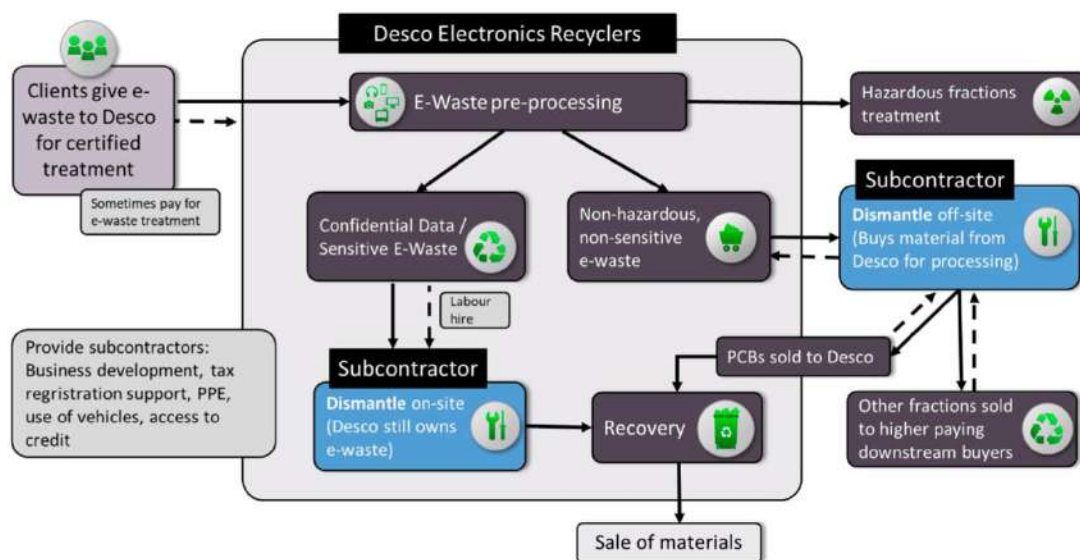 Desco Electronics Recyclers
Clients give e-
waste to Desco
for certified
treatment
Sometimes pay for
e-waste treatment
E-Waste pre-processing
Hazardous fractions
treatment
Confidential Data /
Sensitive E-Waste
Non-hazardous,
non-sensitive
e-waste
Subcontractor
Dismantle off-site
(Buys material from
Desco for processing)
Labour
hire
Provide subcontractors:
Business development, tax
regristration support, PPE,
use of vehicles, access to
credit
Subcontractor
Dismantle on-site
(Desco still owns
e-waste)
PCBs sold to Desco
Recovery
Other fractions sold
to higher paying
downstream buyers
Sale of materials